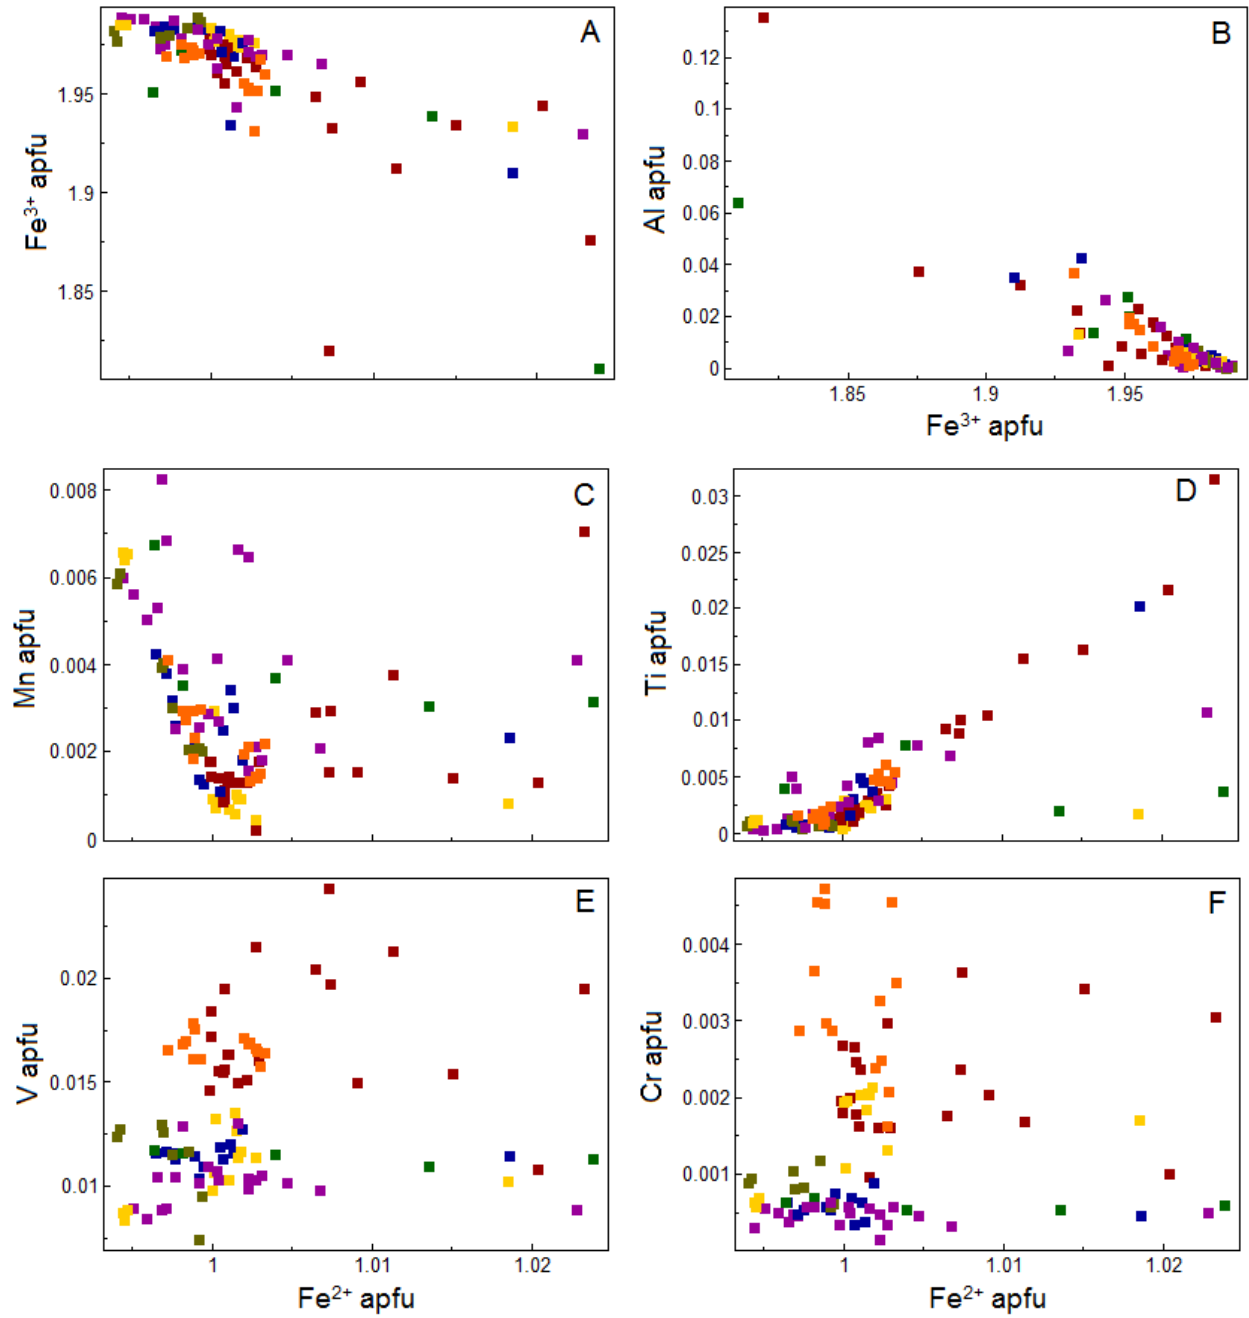 A
1.95
1.9
1.85
Fe³⁺ apfu
B
0.12
0.1
0.08
0.06
0.04
0.02
0
Al apfu
1.85 1.9 1.95
Fe³⁺ apfu
C
0.008
0.006
0.004
0.002
0
Mn apfu
D
0.03
0.025
0.02
0.015
0.01
0.005
0
Ti apfu
E
0.02
0.015
0.01
V apfu
1 1.01 1.02
Fe²⁺ apfu
F
0.004
0.003
0.002
0.001
Cr apfu
1 1.01 1.02
Fe²⁺ apfu